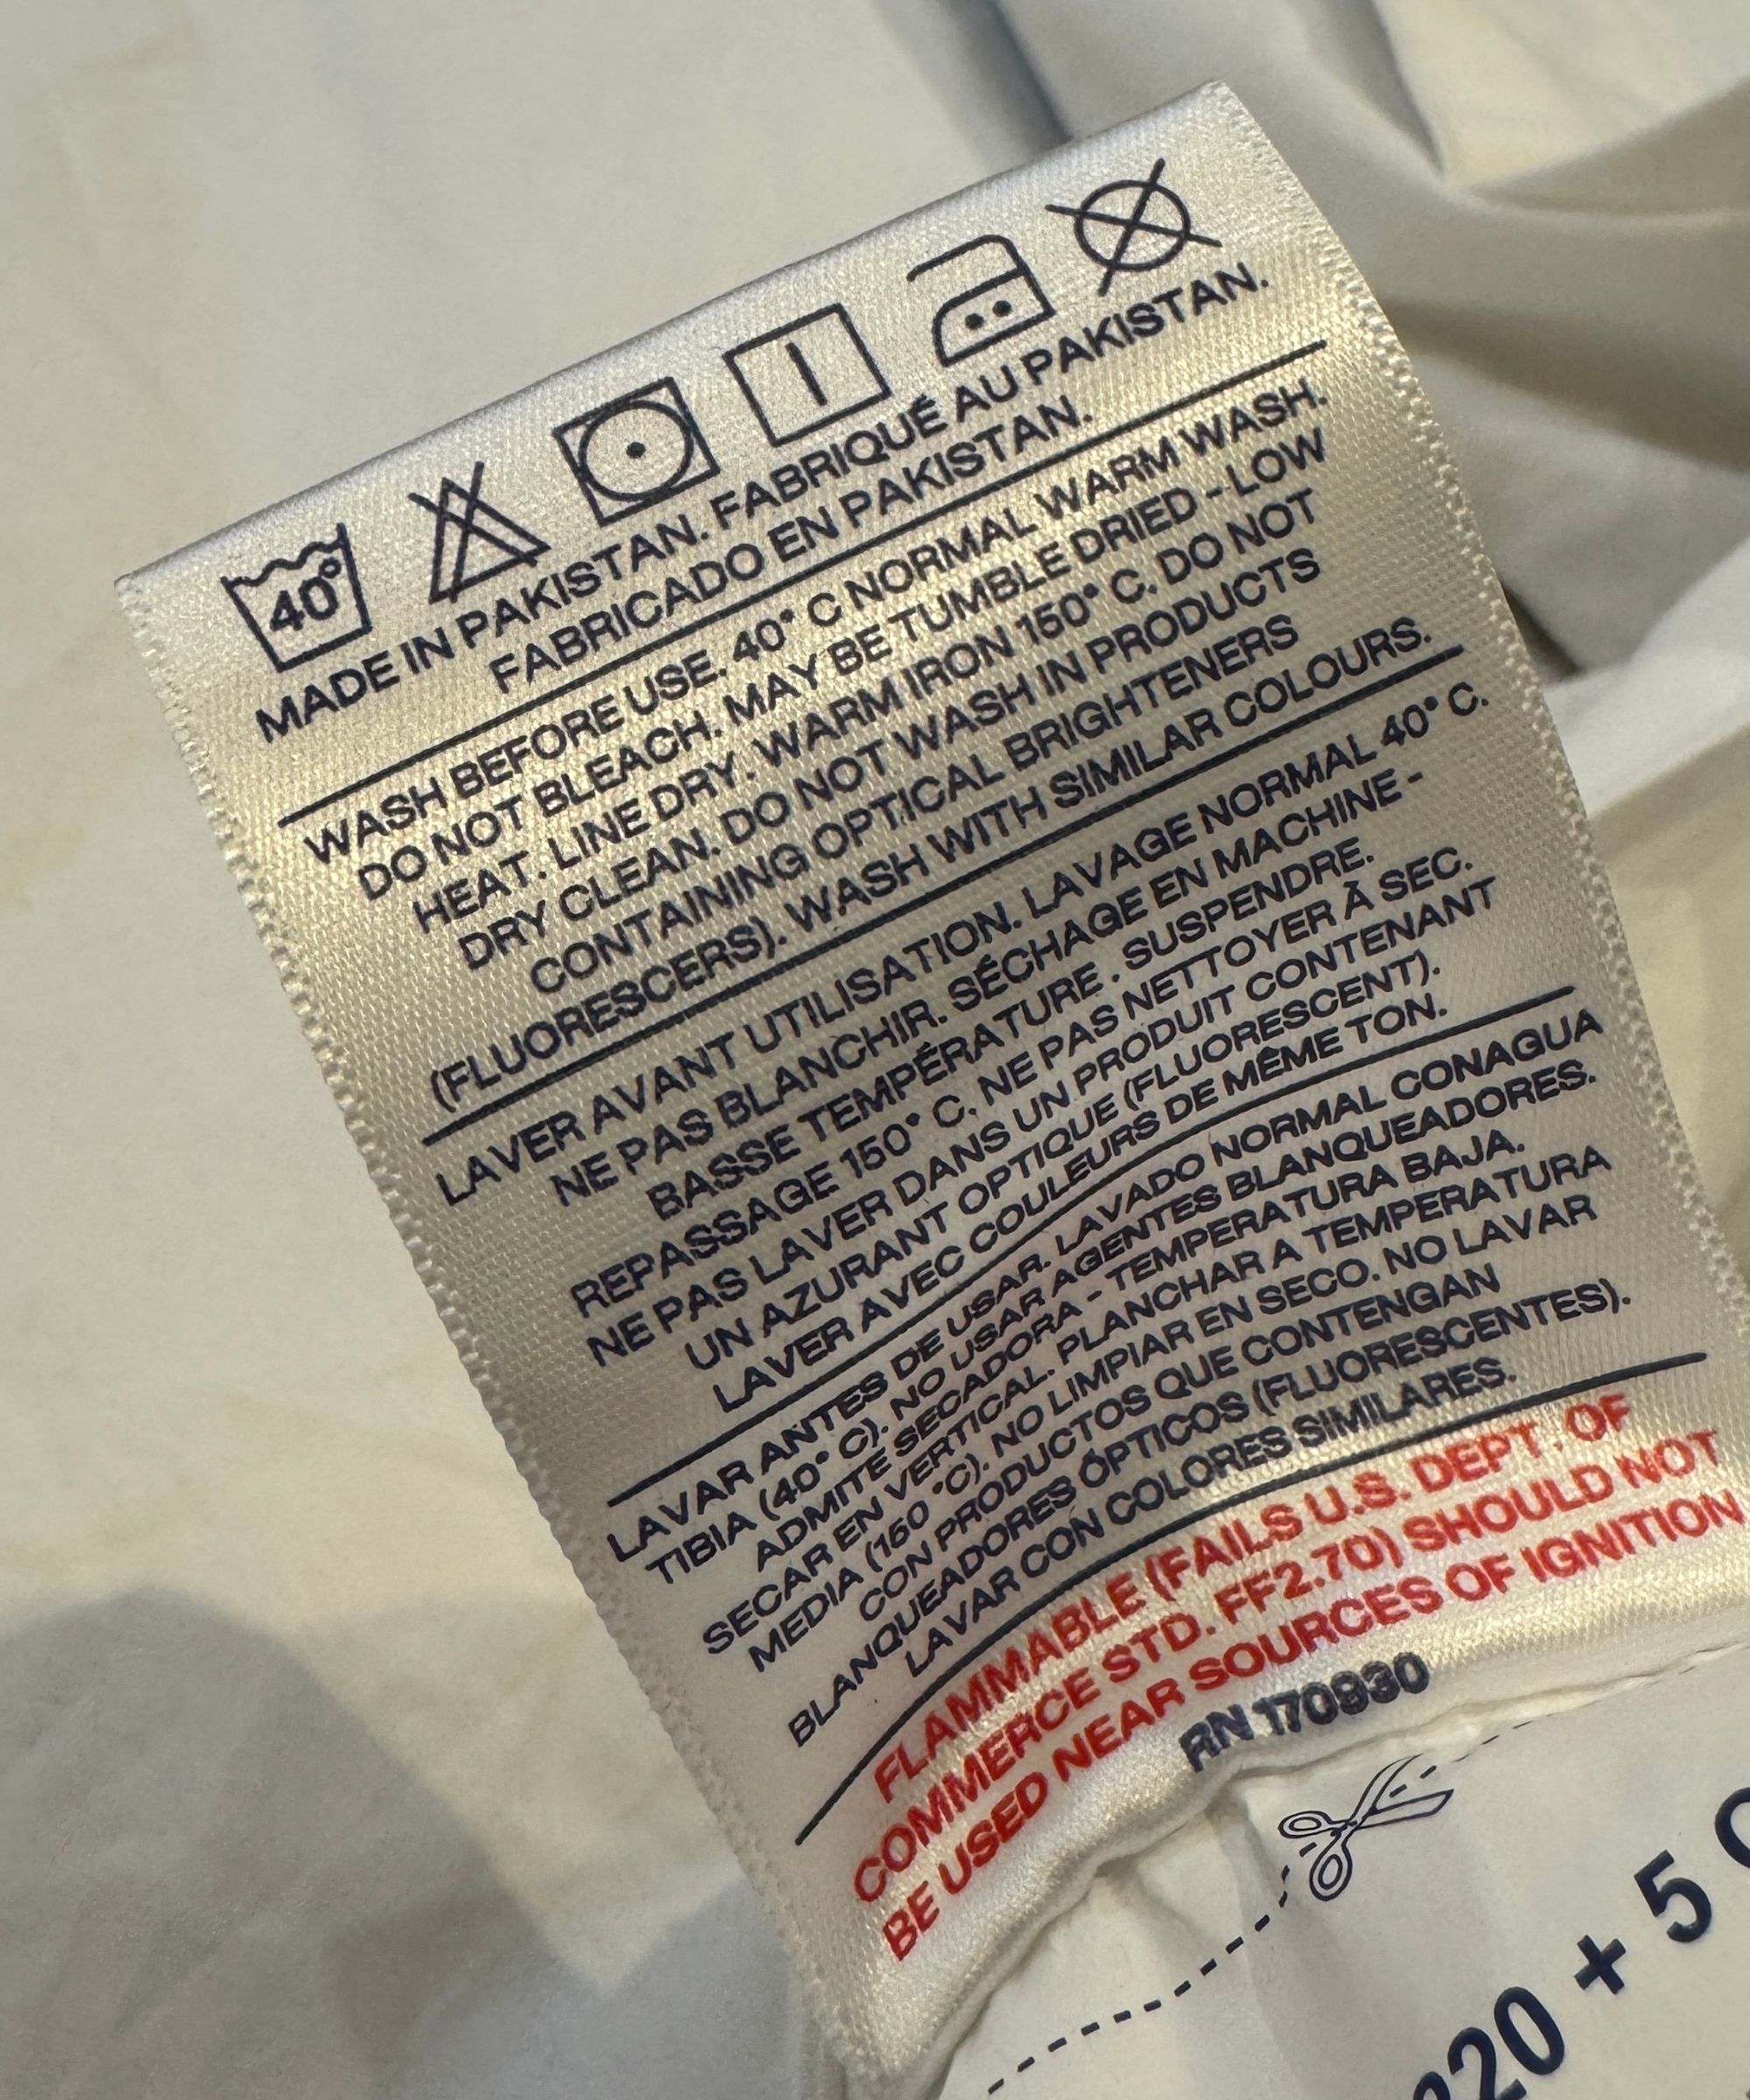 40°
MADE IN PAKISTAN. FABRIQUÉ AU PAKISTAN.
FABRICADO EN PAKISTAN.
WASH BEFORE USE. 40° C NORMAL WARM WASH.
DO NOT BLEACH. MAY BE TUMBLE DRIED - LOW
HEAT. LINE DRY. WARM IRON 150° C. DO NOT
DRY CLEAN. DO NOT WASH IN PRODUCTS
CONTAINING OPTICAL BRIGHTENERS
(FLUORESCERS). WASH WITH SIMILAR COLOURS.
LAVER AVANT UTILISATION. LAVAGE NORMAL 40° C.
NE PAS BLANCHIR. SÉCHAGE EN MACHINE -
BASSE TEMPÉRATURE . SUSPENDRE.
REPASSAGE 150° C. NE PAS NETTOYER Ā SEC.
NE PAS LAVER DANS UN PRODUIT CONTENANT
UN AZURANT OPTIQUE (FLUORESCENT).
LAVER AVEC COULEURS DE MÊME TON.
LAVAR ANTES DE USAR. LAVADO NORMAL CONAGUA
TIBIA (40° C). NO USAR AGENTES BLANQUEADORES.
ADMITE SECADORA - TEMPERATURA BAJA.
SECAR EN VERTICAL. PLANCHAR A TEMPERATURA
MEDIA (150 °C). NO LIMPIAR EN SECO. NO LAVAR
CON PRODUCTOS QUE CONTENGAN
BLANQUEADORES ÓPTICOS (FLUORESCENTES).
LAVAR CON COLORES SIMILARES.
FLAMMABLE (FAILS U.S. DEPT. OF
COMMERCE STD. FF2.70) SHOULD NOT
BE USED NEAR SOURCES OF IGNITION
RN 170930
220 + 5